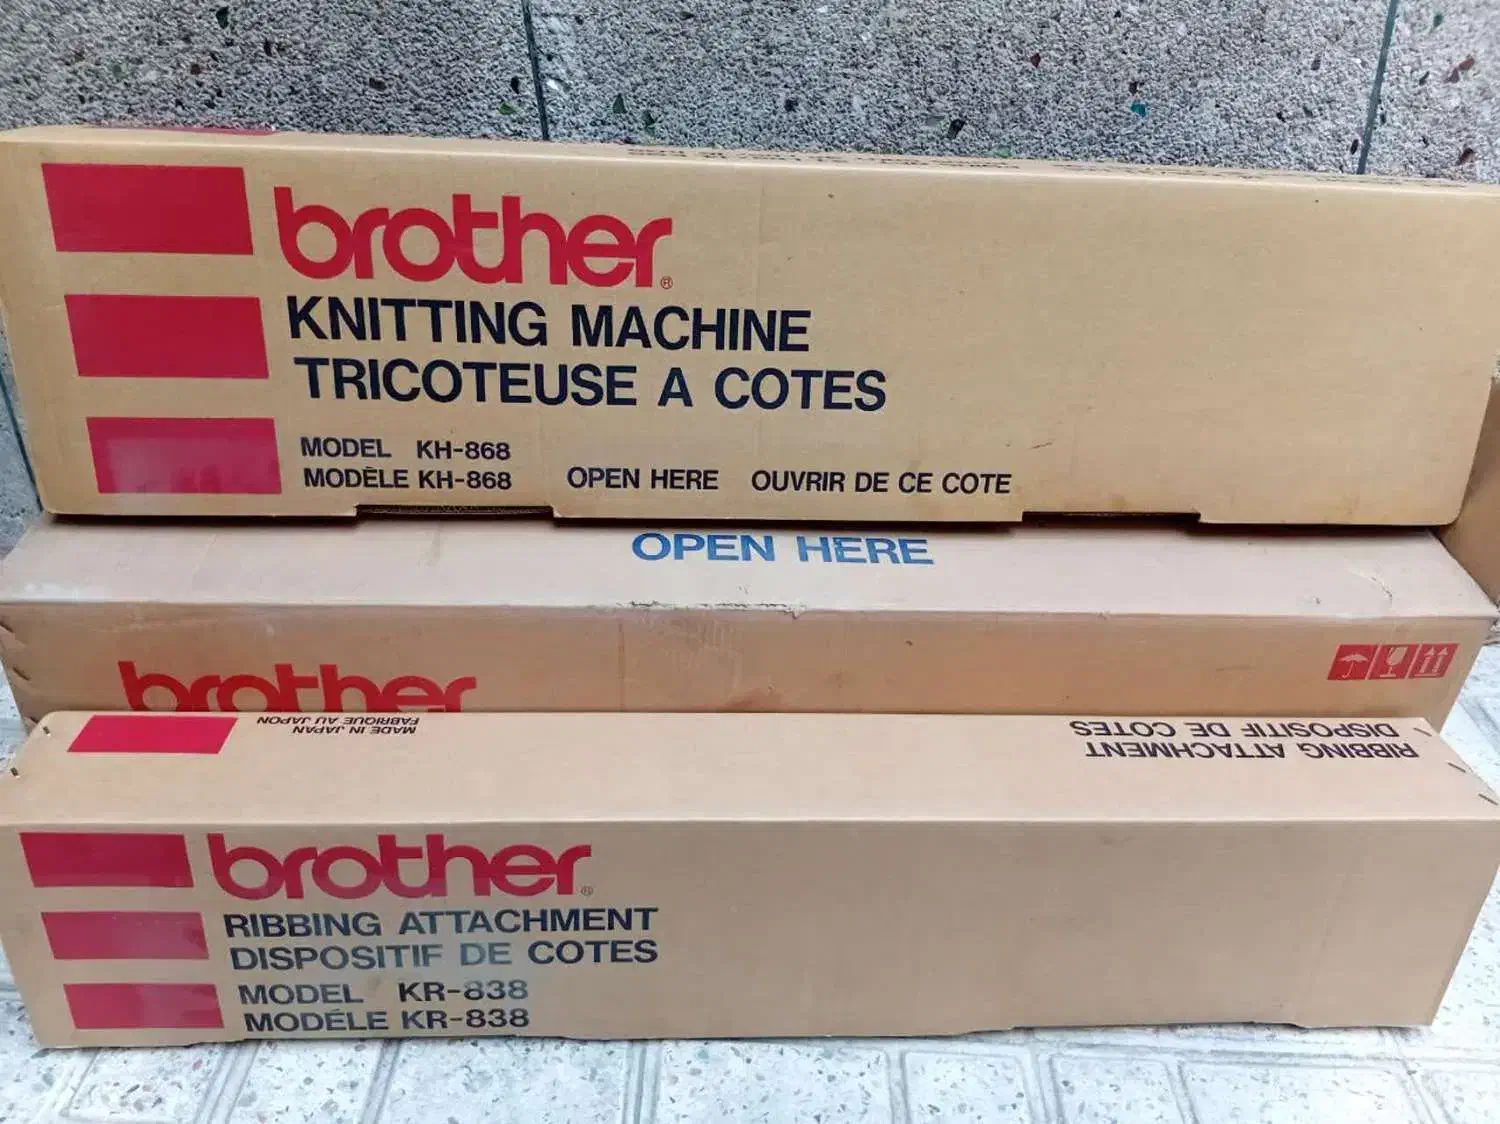 brother®
KNITTING MACHINE
TRICOTEUSE A COTES
MODEL KH-868
MODÈLE KH-868 OPEN HERE OUVRIR DE CE COTE
OPEN HERE
brother
MADE IN JAPAN
FABRIQUE AU JAPON
RIBBING ATTACHMENT
DISPOSITIF DE COTES
brother®
RIBBING ATTACHMENT
DISPOSITIF DE COTES
MODEL KR-838
MODÉLE KR-838